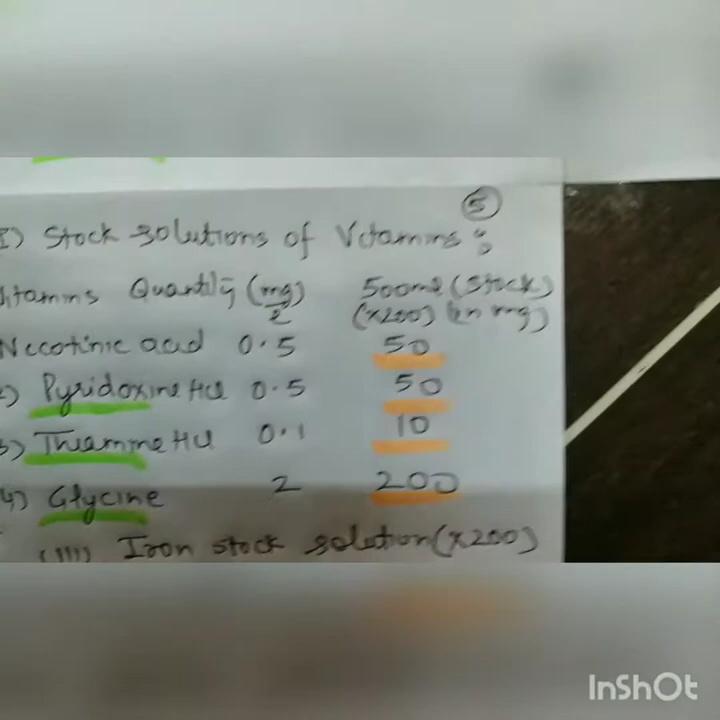 5
I) Stock solutions of Vitamins :
Vitamins Quantity (mg/l) 500ml (stock) (x200) (in mg)
Nicotinic acid 0.5 50
2) Pyridoxine HCl 0.5 50
3) Thiamine HCl 0.1 10
4) Glycine 2 200
(IIII) Iron stock solution (x200)
InShOt